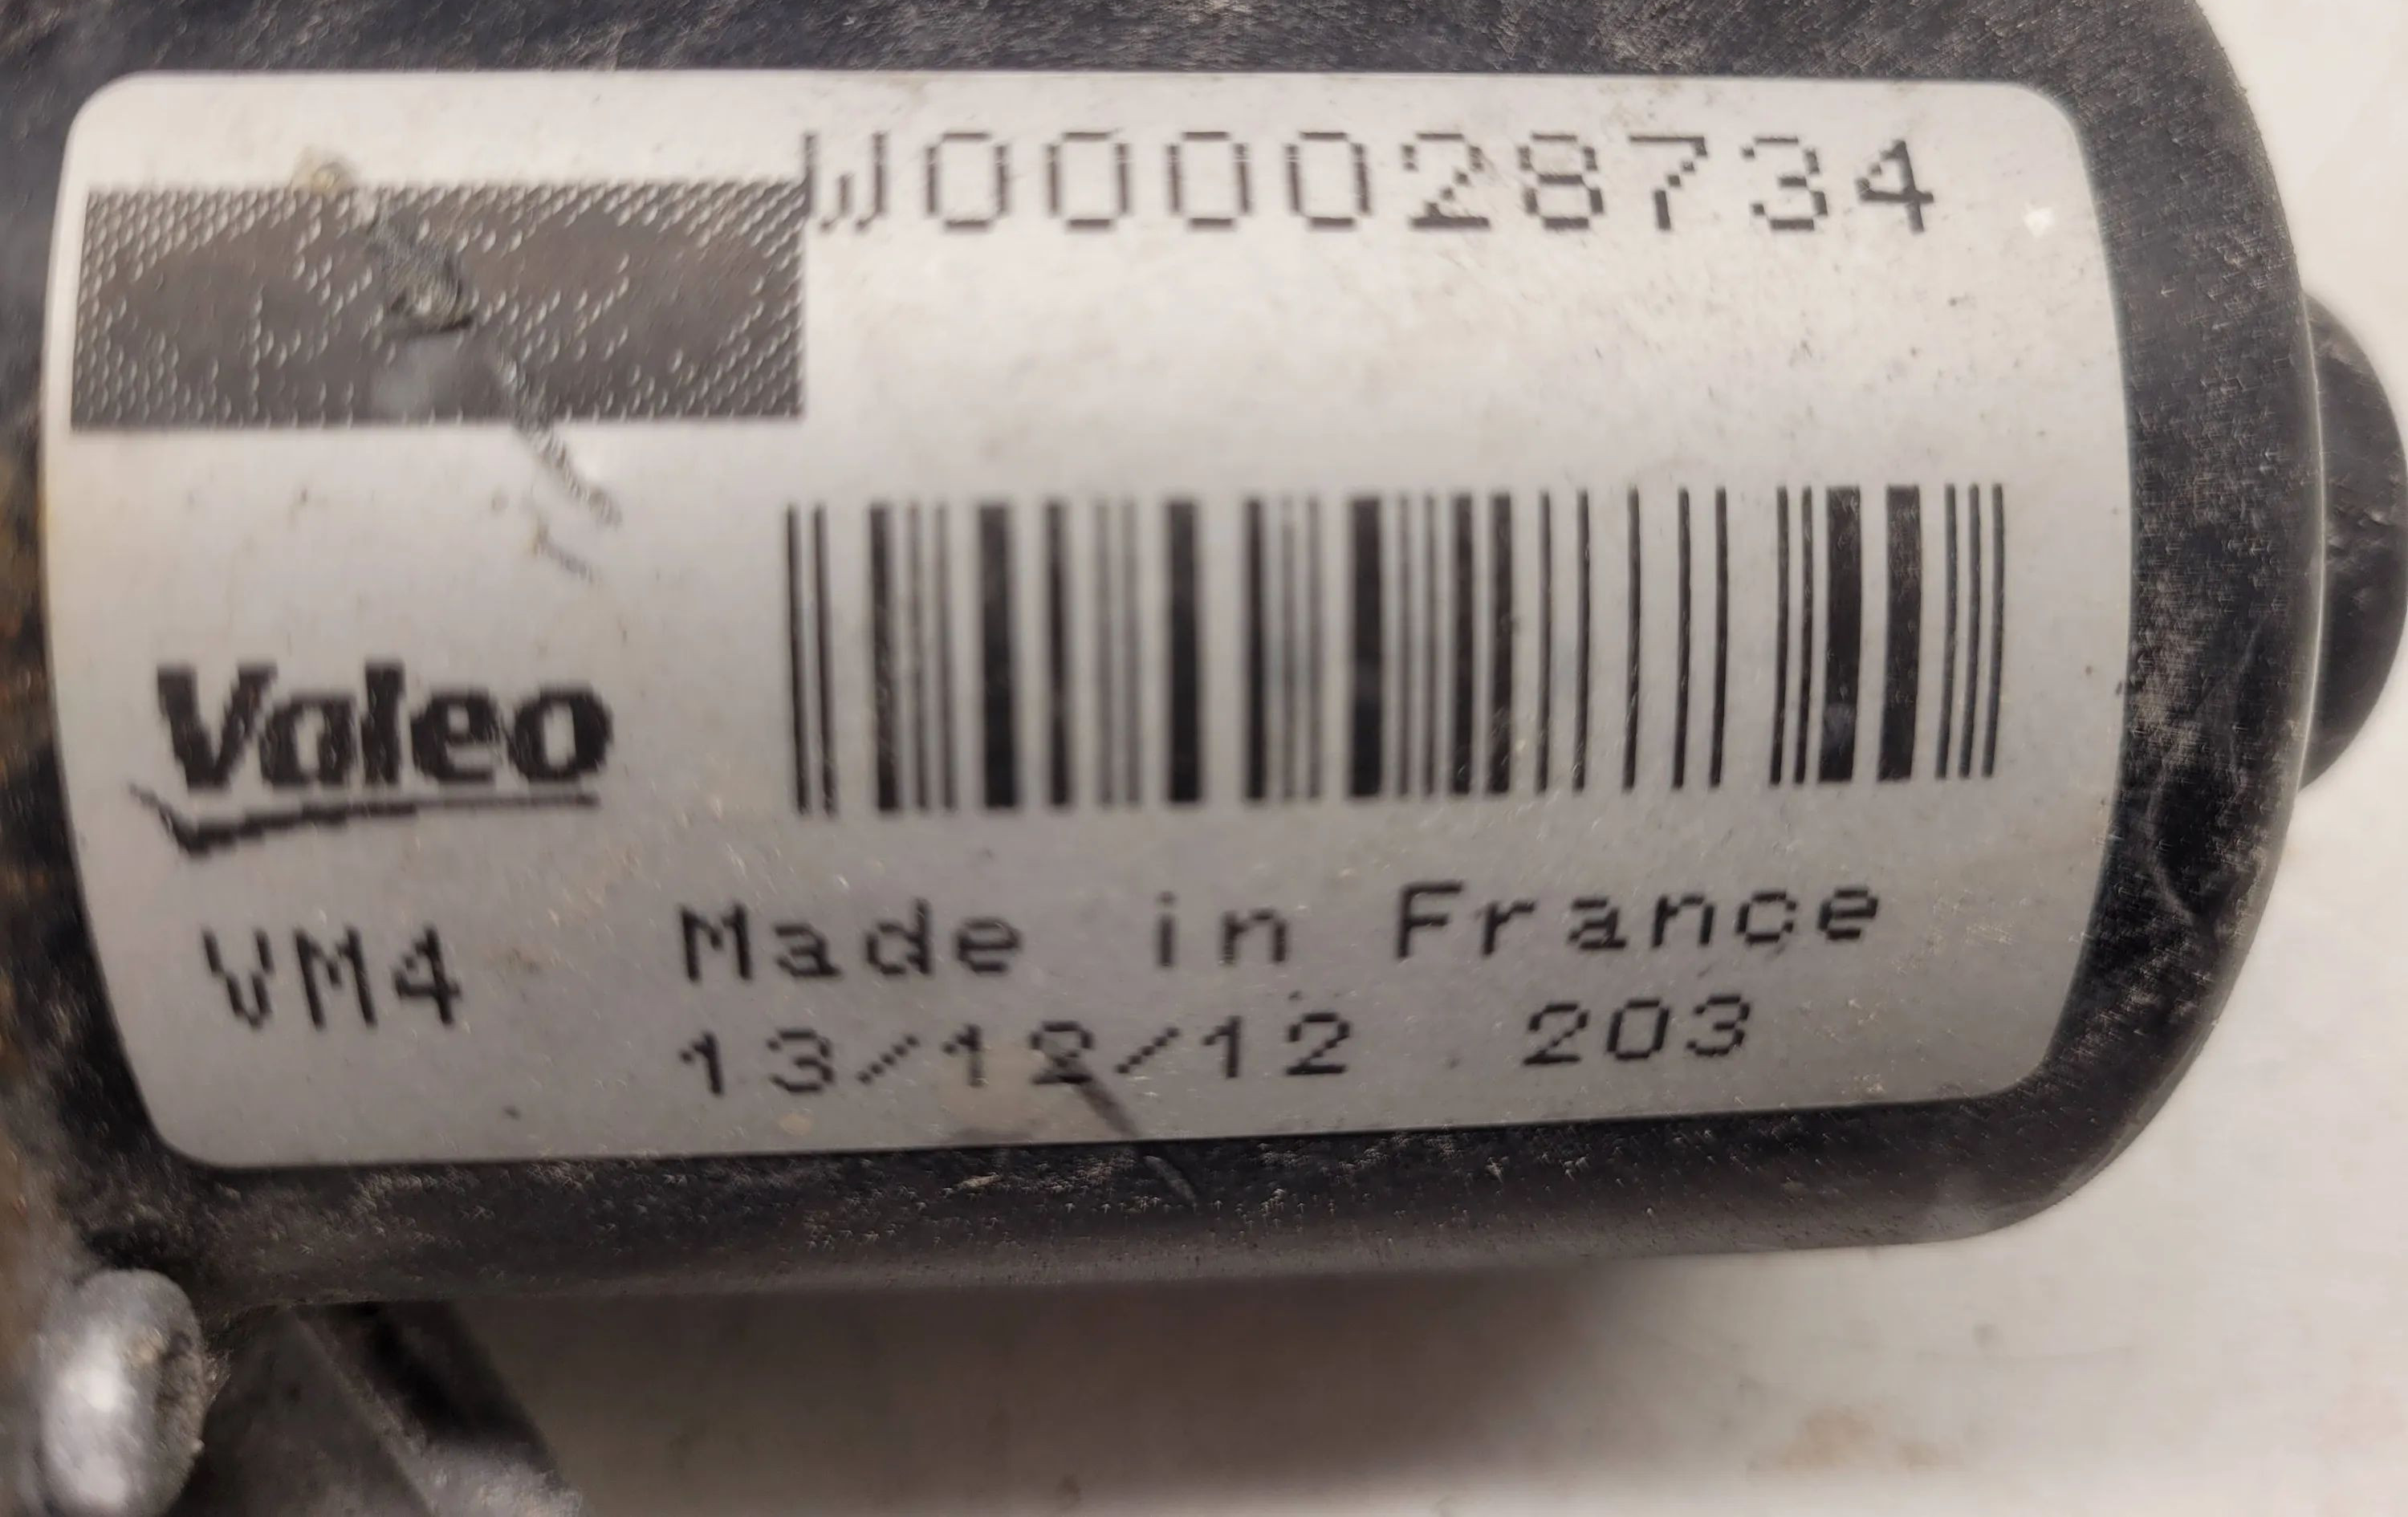 W000028734
Valeo
VM4 Made in France
13/12/12 203